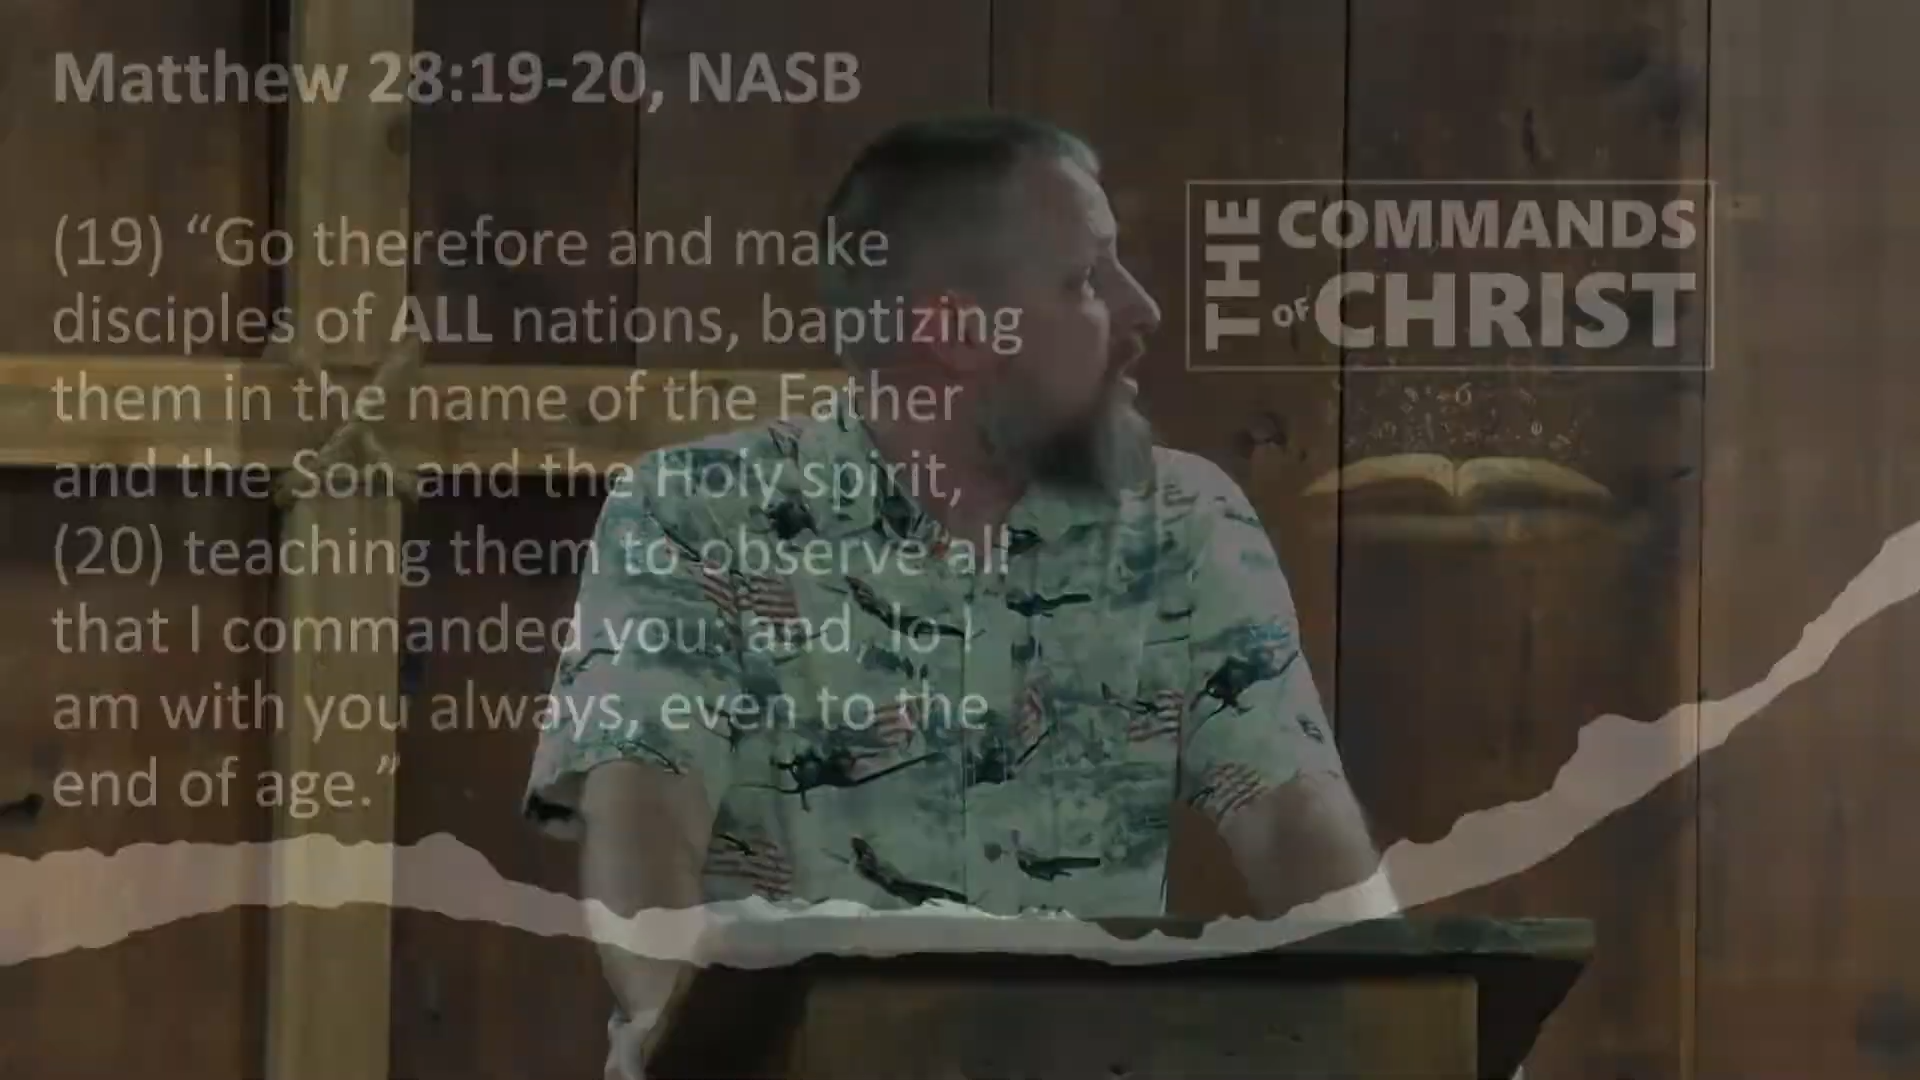 Matthew 28:19-20, NASB
(19) “Go therefore and make
disciples of ALL nations, baptizing
them in the name of the Father
and the Son and the Holy spirit,
(20) teaching them to observe all
that I commanded you: and, lo I
am with you always, even to the
end of age.”
THE
COMMANDS
OF CHRIST